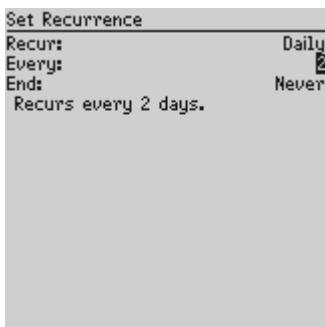 Set Recurrence
Recur: Daily
Every: 2
End: Never
Recurs every 2 days.